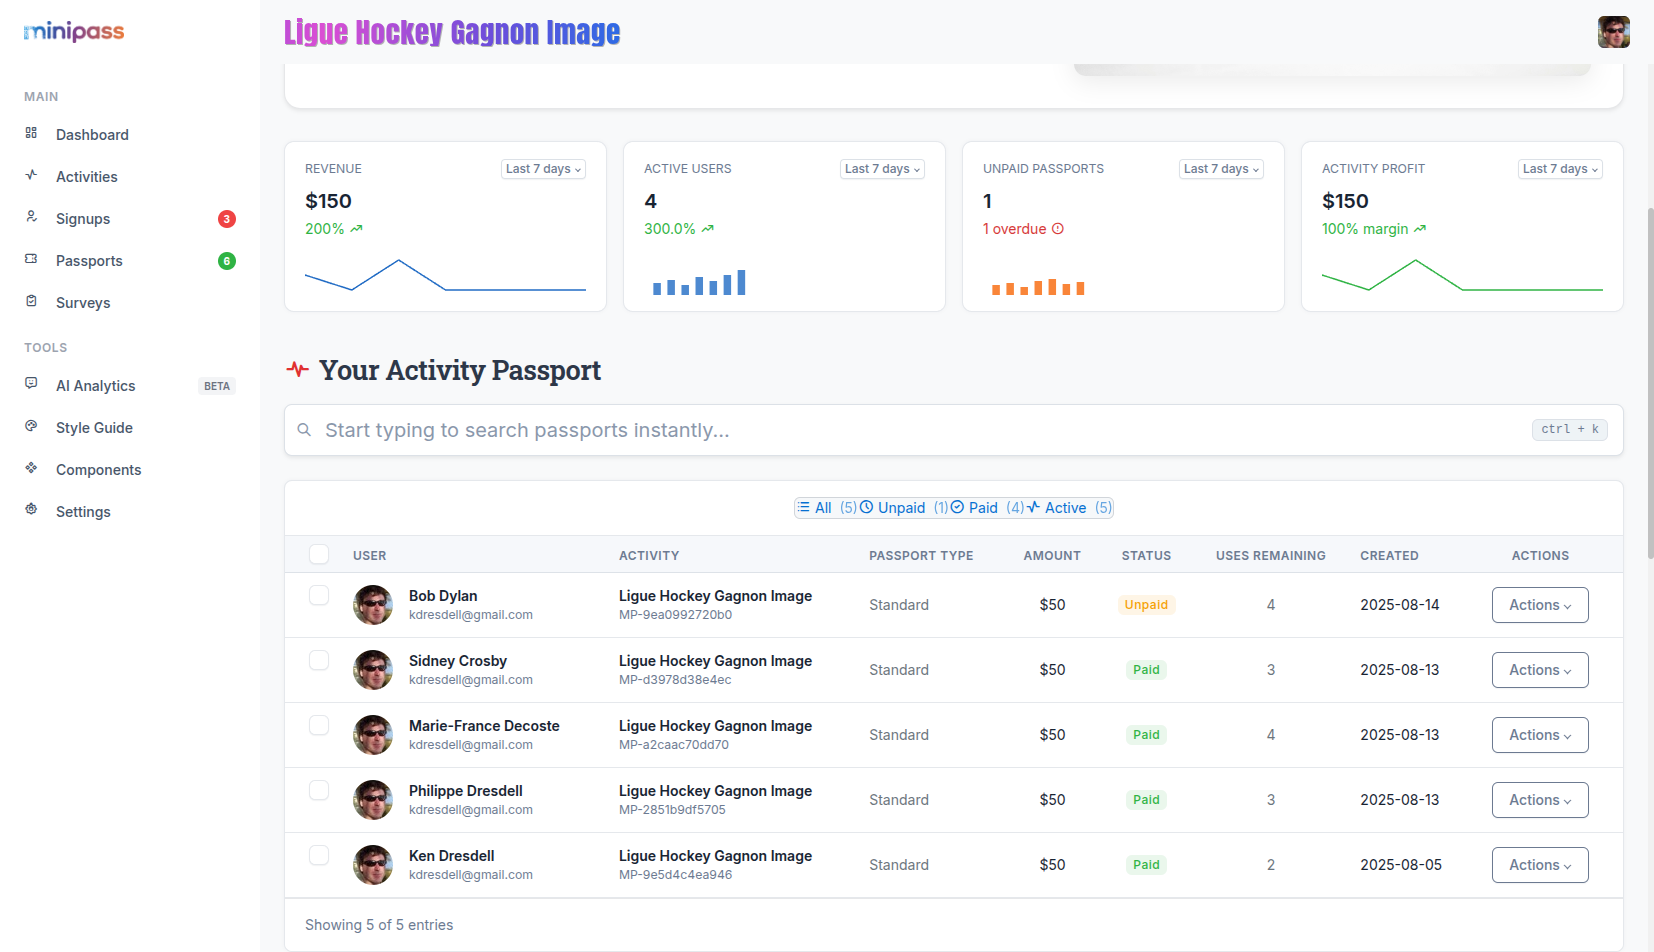 minipass
Ligue Hockey Gagnon Image
MAIN
Dashboard
Activities
Signups 3
Passports 6
Surveys
TOOLS
AI Analytics BETA
Style Guide
Components
Settings
REVENUE Last 7 days
$150
200%
ACTIVE USERS Last 7 days
4
300.0%
UNPAID PASSPORTS Last 7 days
1
1 overdue
ACTIVITY PROFIT Last 7 days
$150
100% margin
Your Activity Passport
Start typing to search passports instantly... ctrl + k
All (5) Unpaid (1) Paid (4) Active (5)
USER ACTIVITY PASSPORT TYPE AMOUNT STATUS USES REMAINING CREATED ACTIONS
Bob Dylan Ligue Hockey Gagnon Image Standard $50 Unpaid 4 2025-08-14 Actions
kdresdell@gmail.com MP-9ea0992720b0
Sidney Crosby Ligue Hockey Gagnon Image Standard $50 Paid 3 2025-08-13 Actions
kdresdell@gmail.com MP-d3978d38e4ec
Marie-France Decoste Ligue Hockey Gagnon Image Standard $50 Paid 4 2025-08-13 Actions
kdresdell@gmail.com MP-a2caac70dd70
Philippe Dresdell Ligue Hockey Gagnon Image Standard $50 Paid 3 2025-08-13 Actions
kdresdell@gmail.com MP-2851b9df5705
Ken Dresdell Ligue Hockey Gagnon Image Standard $50 Paid 2 2025-08-05 Actions
kdresdell@gmail.com MP-9e5d4c4ea946
Showing 5 of 5 entries